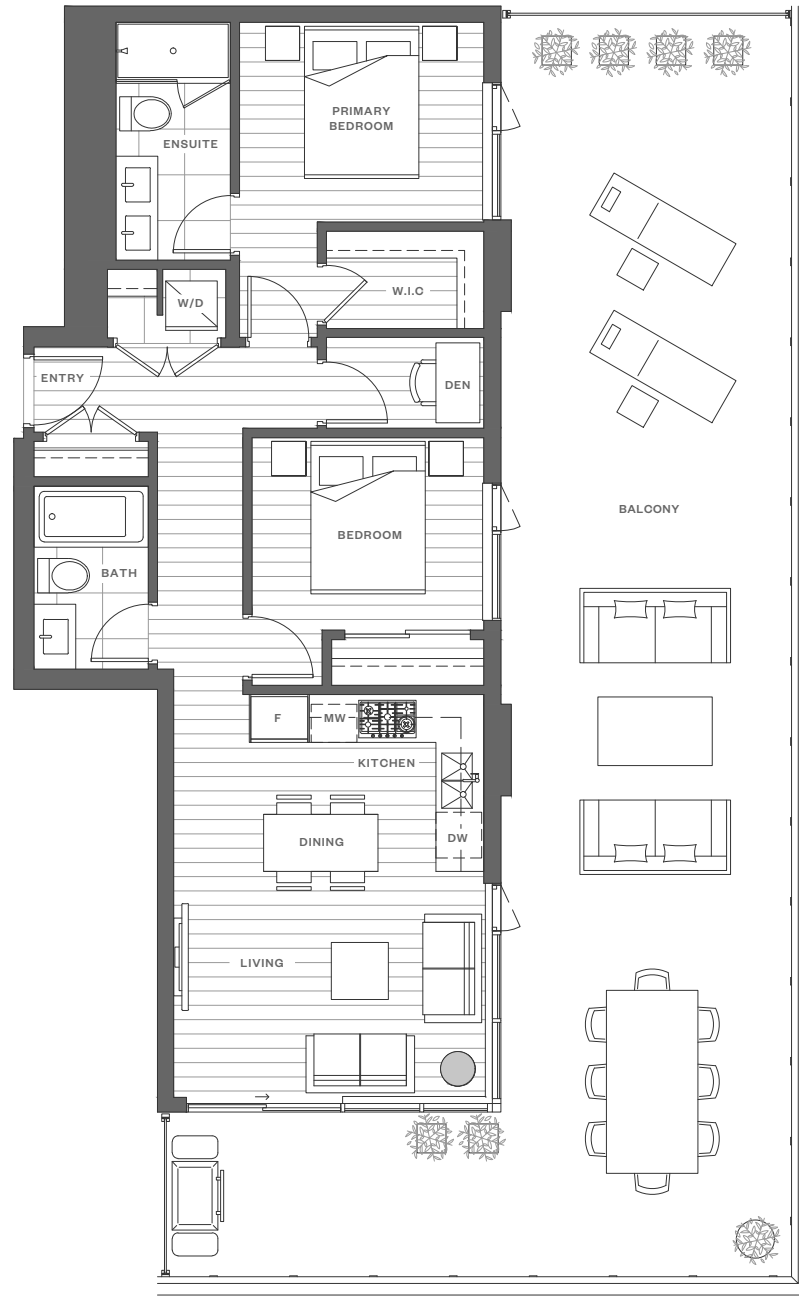 PRIMARY
BEDROOM
ENSUITE
W.I.C
W/D
ENTRY
DEN
BALCONY
BEDROOM
BATH
F
MW
KITCHEN
DINING
DW
LIVING